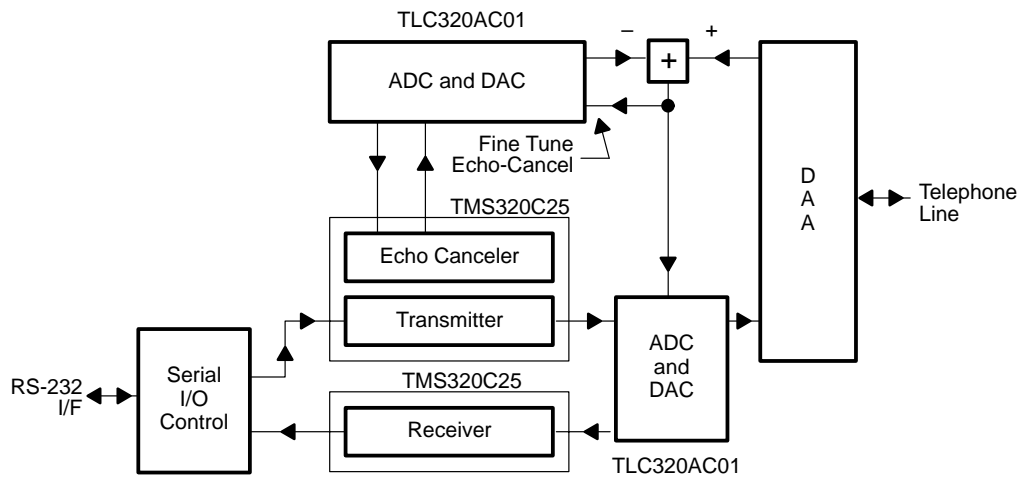 TLC320AC01
ADC and DAC
–
+
+
Fine Tune
Echo-Cancel
D
A
A
Telephone
Line
TMS320C25
Echo Canceler
Transmitter
ADC
and
DAC
TLC320AC01
RS-232
I/F
Serial
I/O
Control
TMS320C25
Receiver